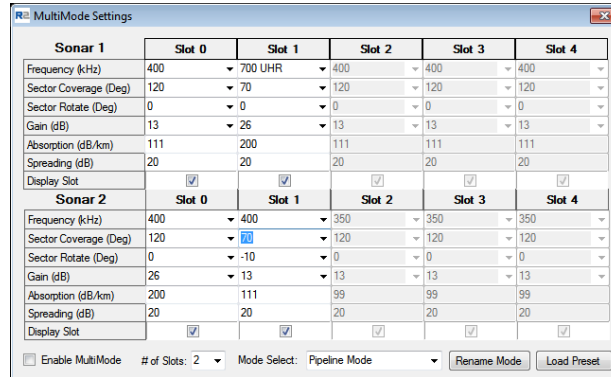 R2 MultiMode Settings
Sonar 1 Slot 0 Slot 1 Slot 2 Slot 3 Slot 4
Frequency (kHz) 400 700 UHR 400 400 400
Sector Coverage (Deg) 120 70 120 120 120
Sector Rotate (Deg) 0 0 0 0 0
Gain (dB) 13 26 13 13 13
Absorption (dB/km) 111 200 111 111 111
Spreading (dB) 20 20 20 20 20
Display Slot
Sonar 2 Slot 0 Slot 1 Slot 2 Slot 3 Slot 4
Frequency (kHz) 400 400 350 350 350
Sector Coverage (Deg) 120 70 120 120 120
Sector Rotate (Deg) 0 -10 0 0 0
Gain (dB) 26 13 13 13 13
Absorption (dB/km) 200 111 99 99 99
Spreading (dB) 20 20 20 20 20
Display Slot
Enable MultiMode # of Slots: 2 Mode Select: Pipeline Mode Rename Mode Load Preset